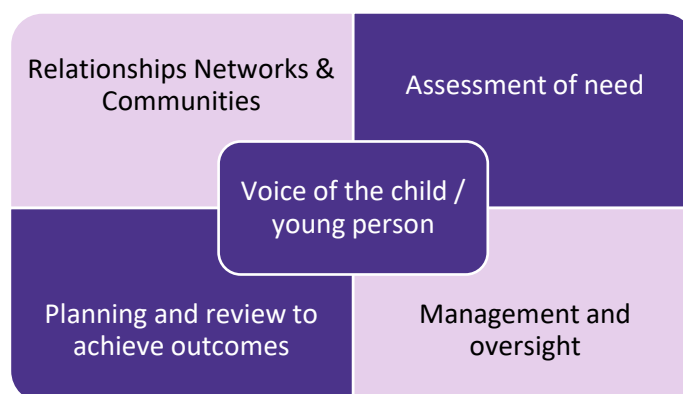 Relationships Networks &
Communities
Assessment of need
Voice of the child /
young person
Planning and review to
achieve outcomes
Management and
oversight